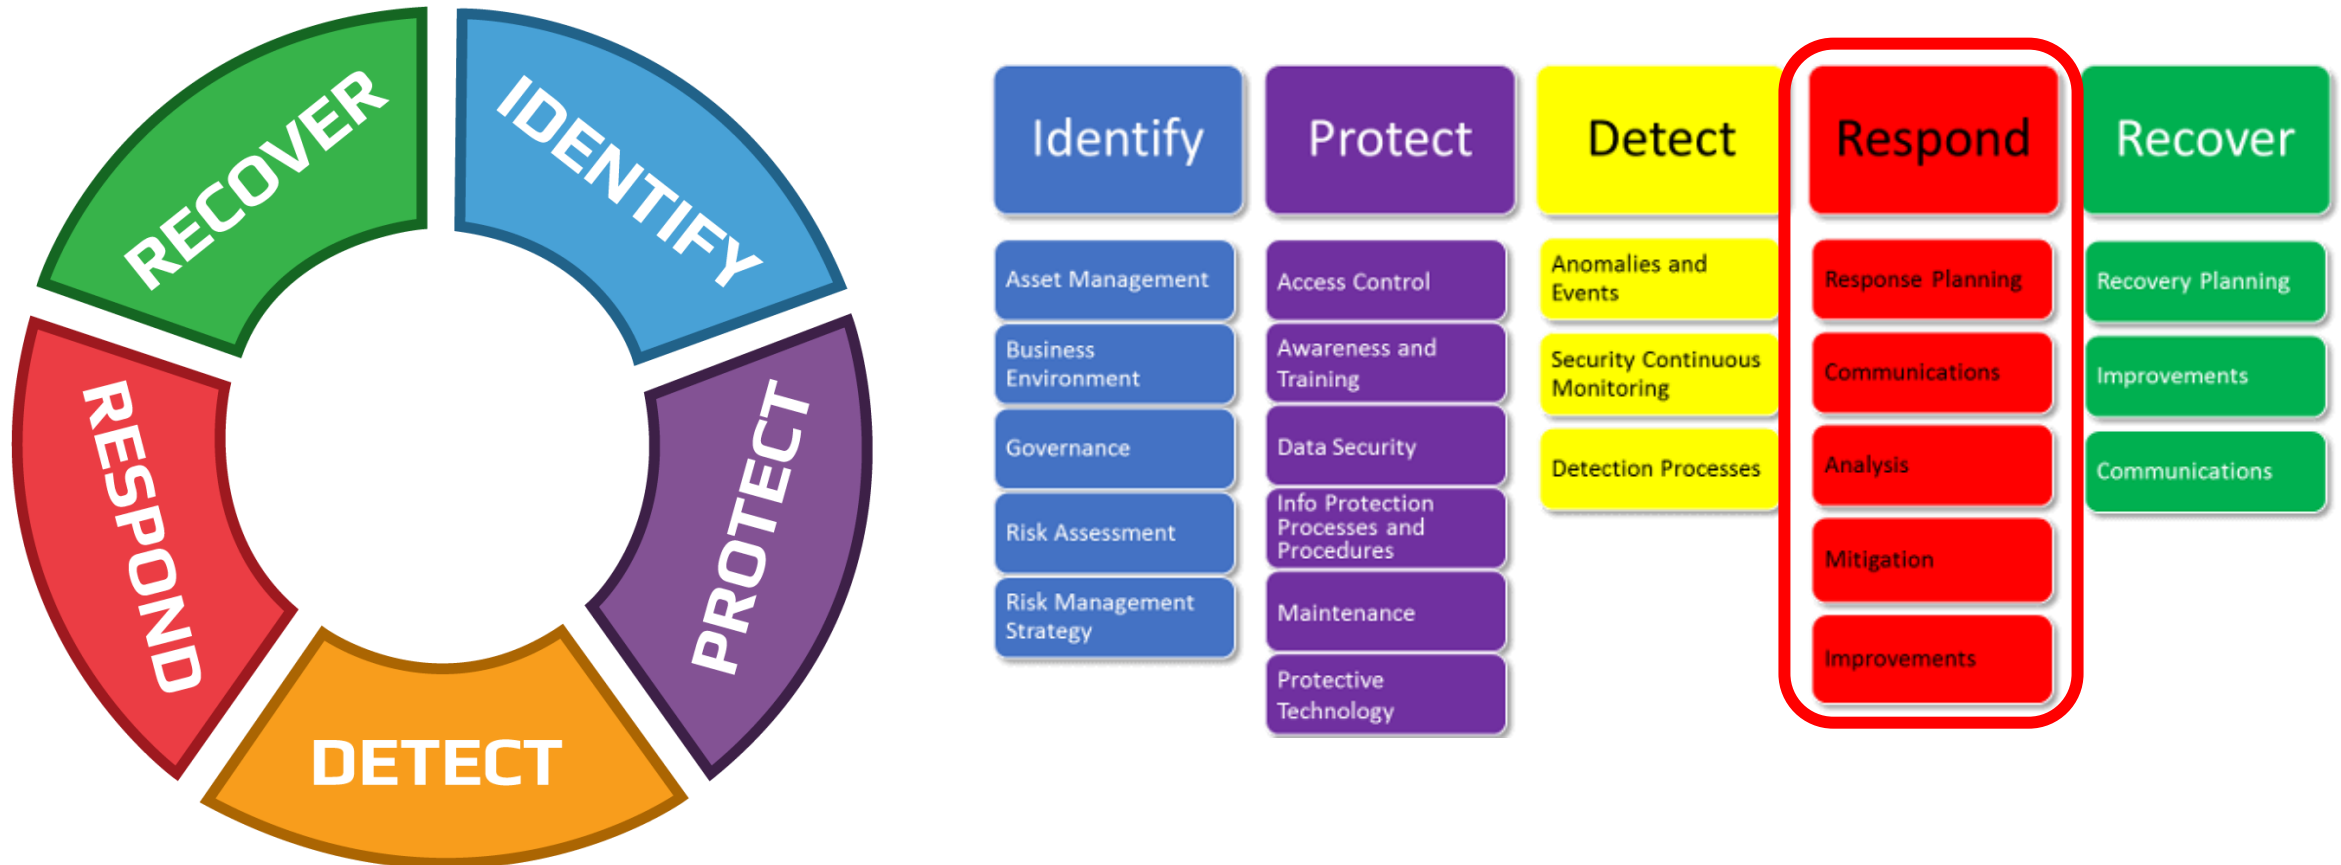 RECOVER
IDENTIFY
PROTECT
DETECT
RESPOND
Identify
Asset Management
Business
Environment
Governance
Risk Assessment
Risk Management
Strategy
Protect
Access Control
Awareness and
Training
Data Security
Info Protection
Processes and
Procedures
Maintenance
Protective
Technology
Detect
Anomalies and
Events
Security Continuous
Monitoring
Detection Processes
Respond
Response Planning
Communications
Analysis
Mitigation
Improvements
Recover
Recovery Planning
Improvements
Communications